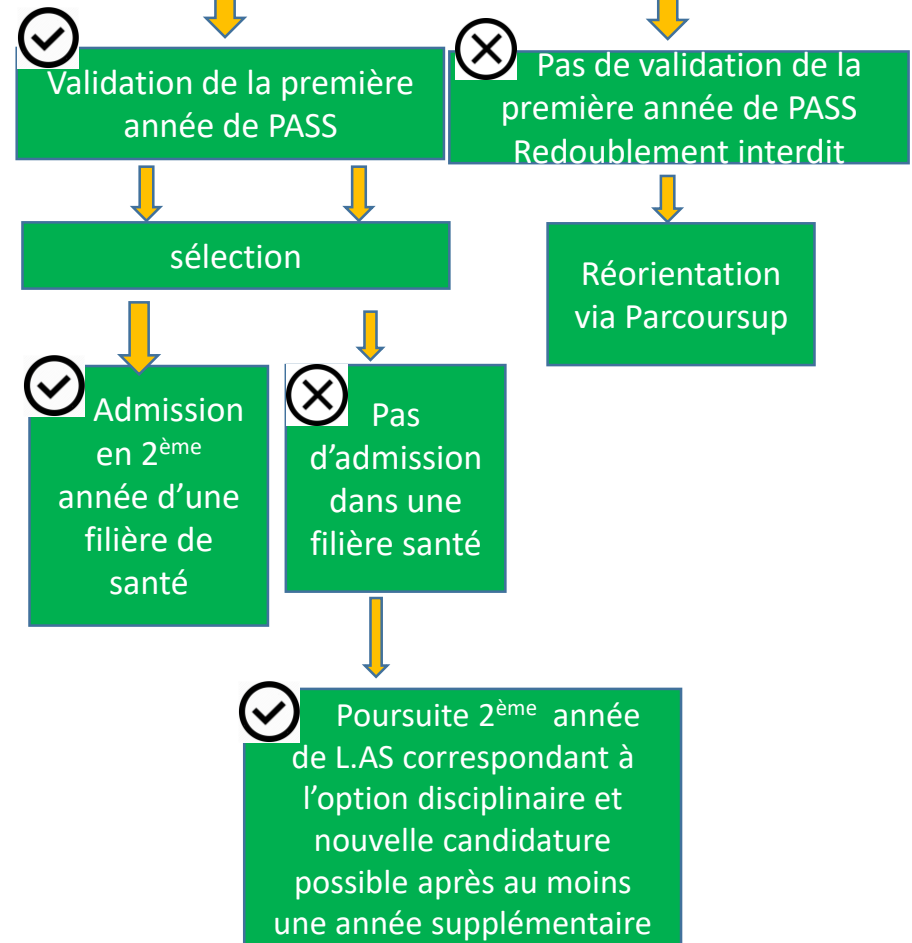 Validation de la première
année de PASS
Pas de validation de la
première année de PASS
Redoublement interdit
sélection
Réorientation
via Parcoursup
Admission
en 2ème
année d’une
filière de
santé
Pas
d’admission
dans une
filière santé
Poursuite 2ème année
de L.AS correspondant à
l’option disciplinaire et
nouvelle candidature
possible après au moins
une année supplémentaire